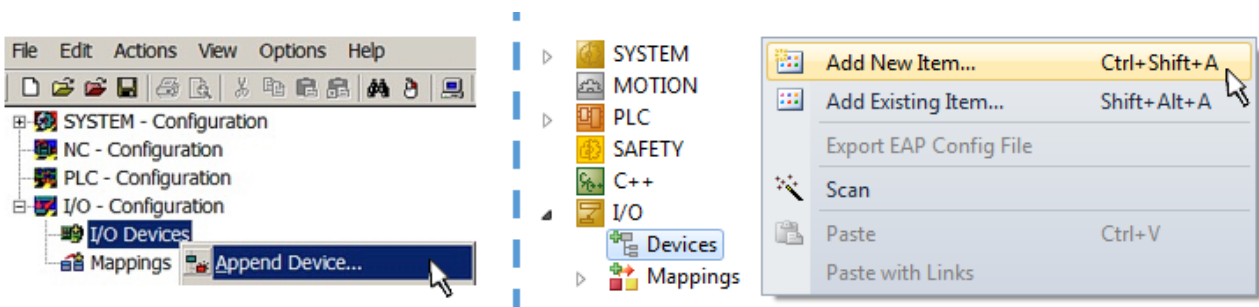 File Edit Actions View Options Help
SYSTEM - Configuration
NC - Configuration
PLC - Configuration
I/O - Configuration
I/O Devices
Mappings
Append Device...
SYSTEM
MOTION
PLC
SAFETY
C++
I/O
Devices
Mappings
Add New Item... Ctrl+Shift+A
Add Existing Item... Shift+Alt+A
Export EAP Config File
Scan
Paste Ctrl+V
Paste with Links